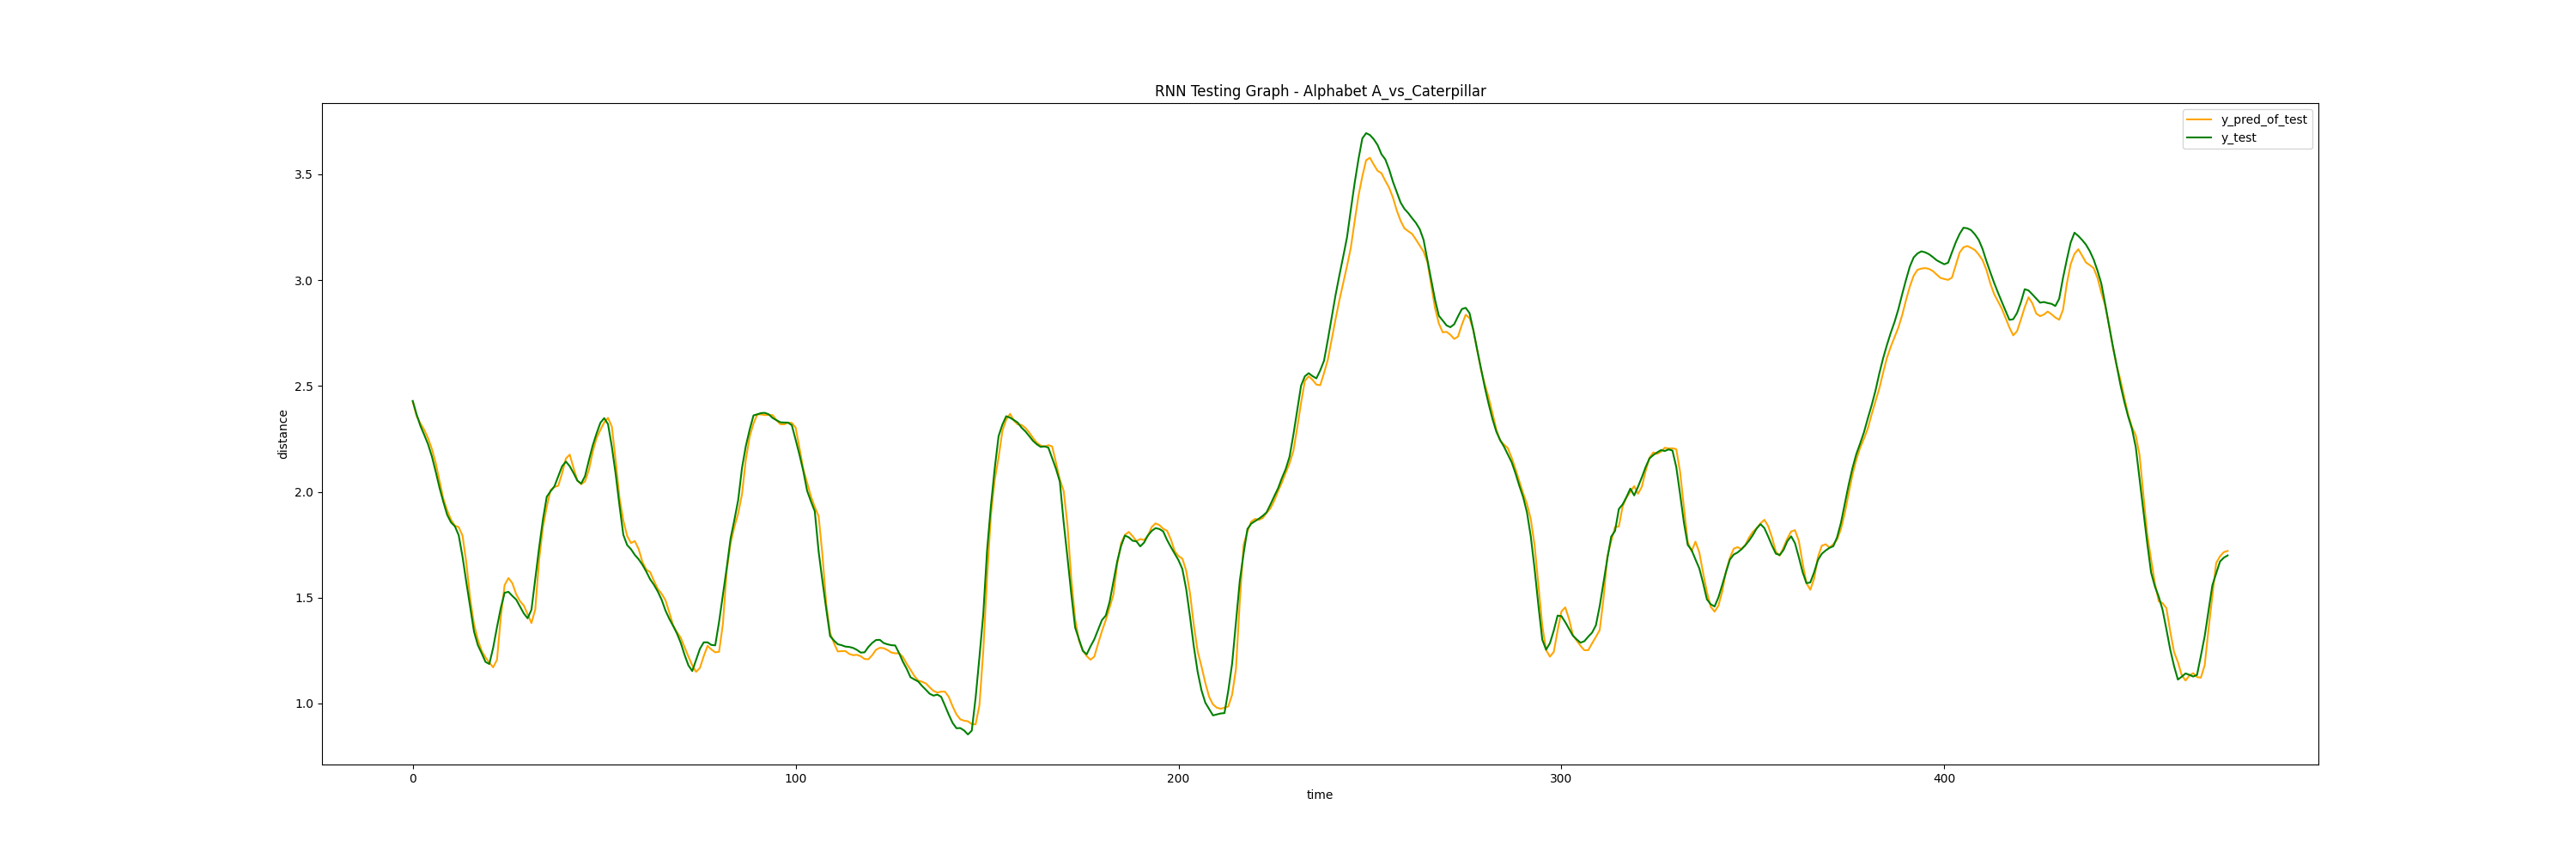 RNN Testing Graph - Alphabet A_vs_Caterpillar
y_pred_of_test
y_test
3.5
3.0
2.5
2.0
1.5
1.0
distance
0 100 200 300 400
time